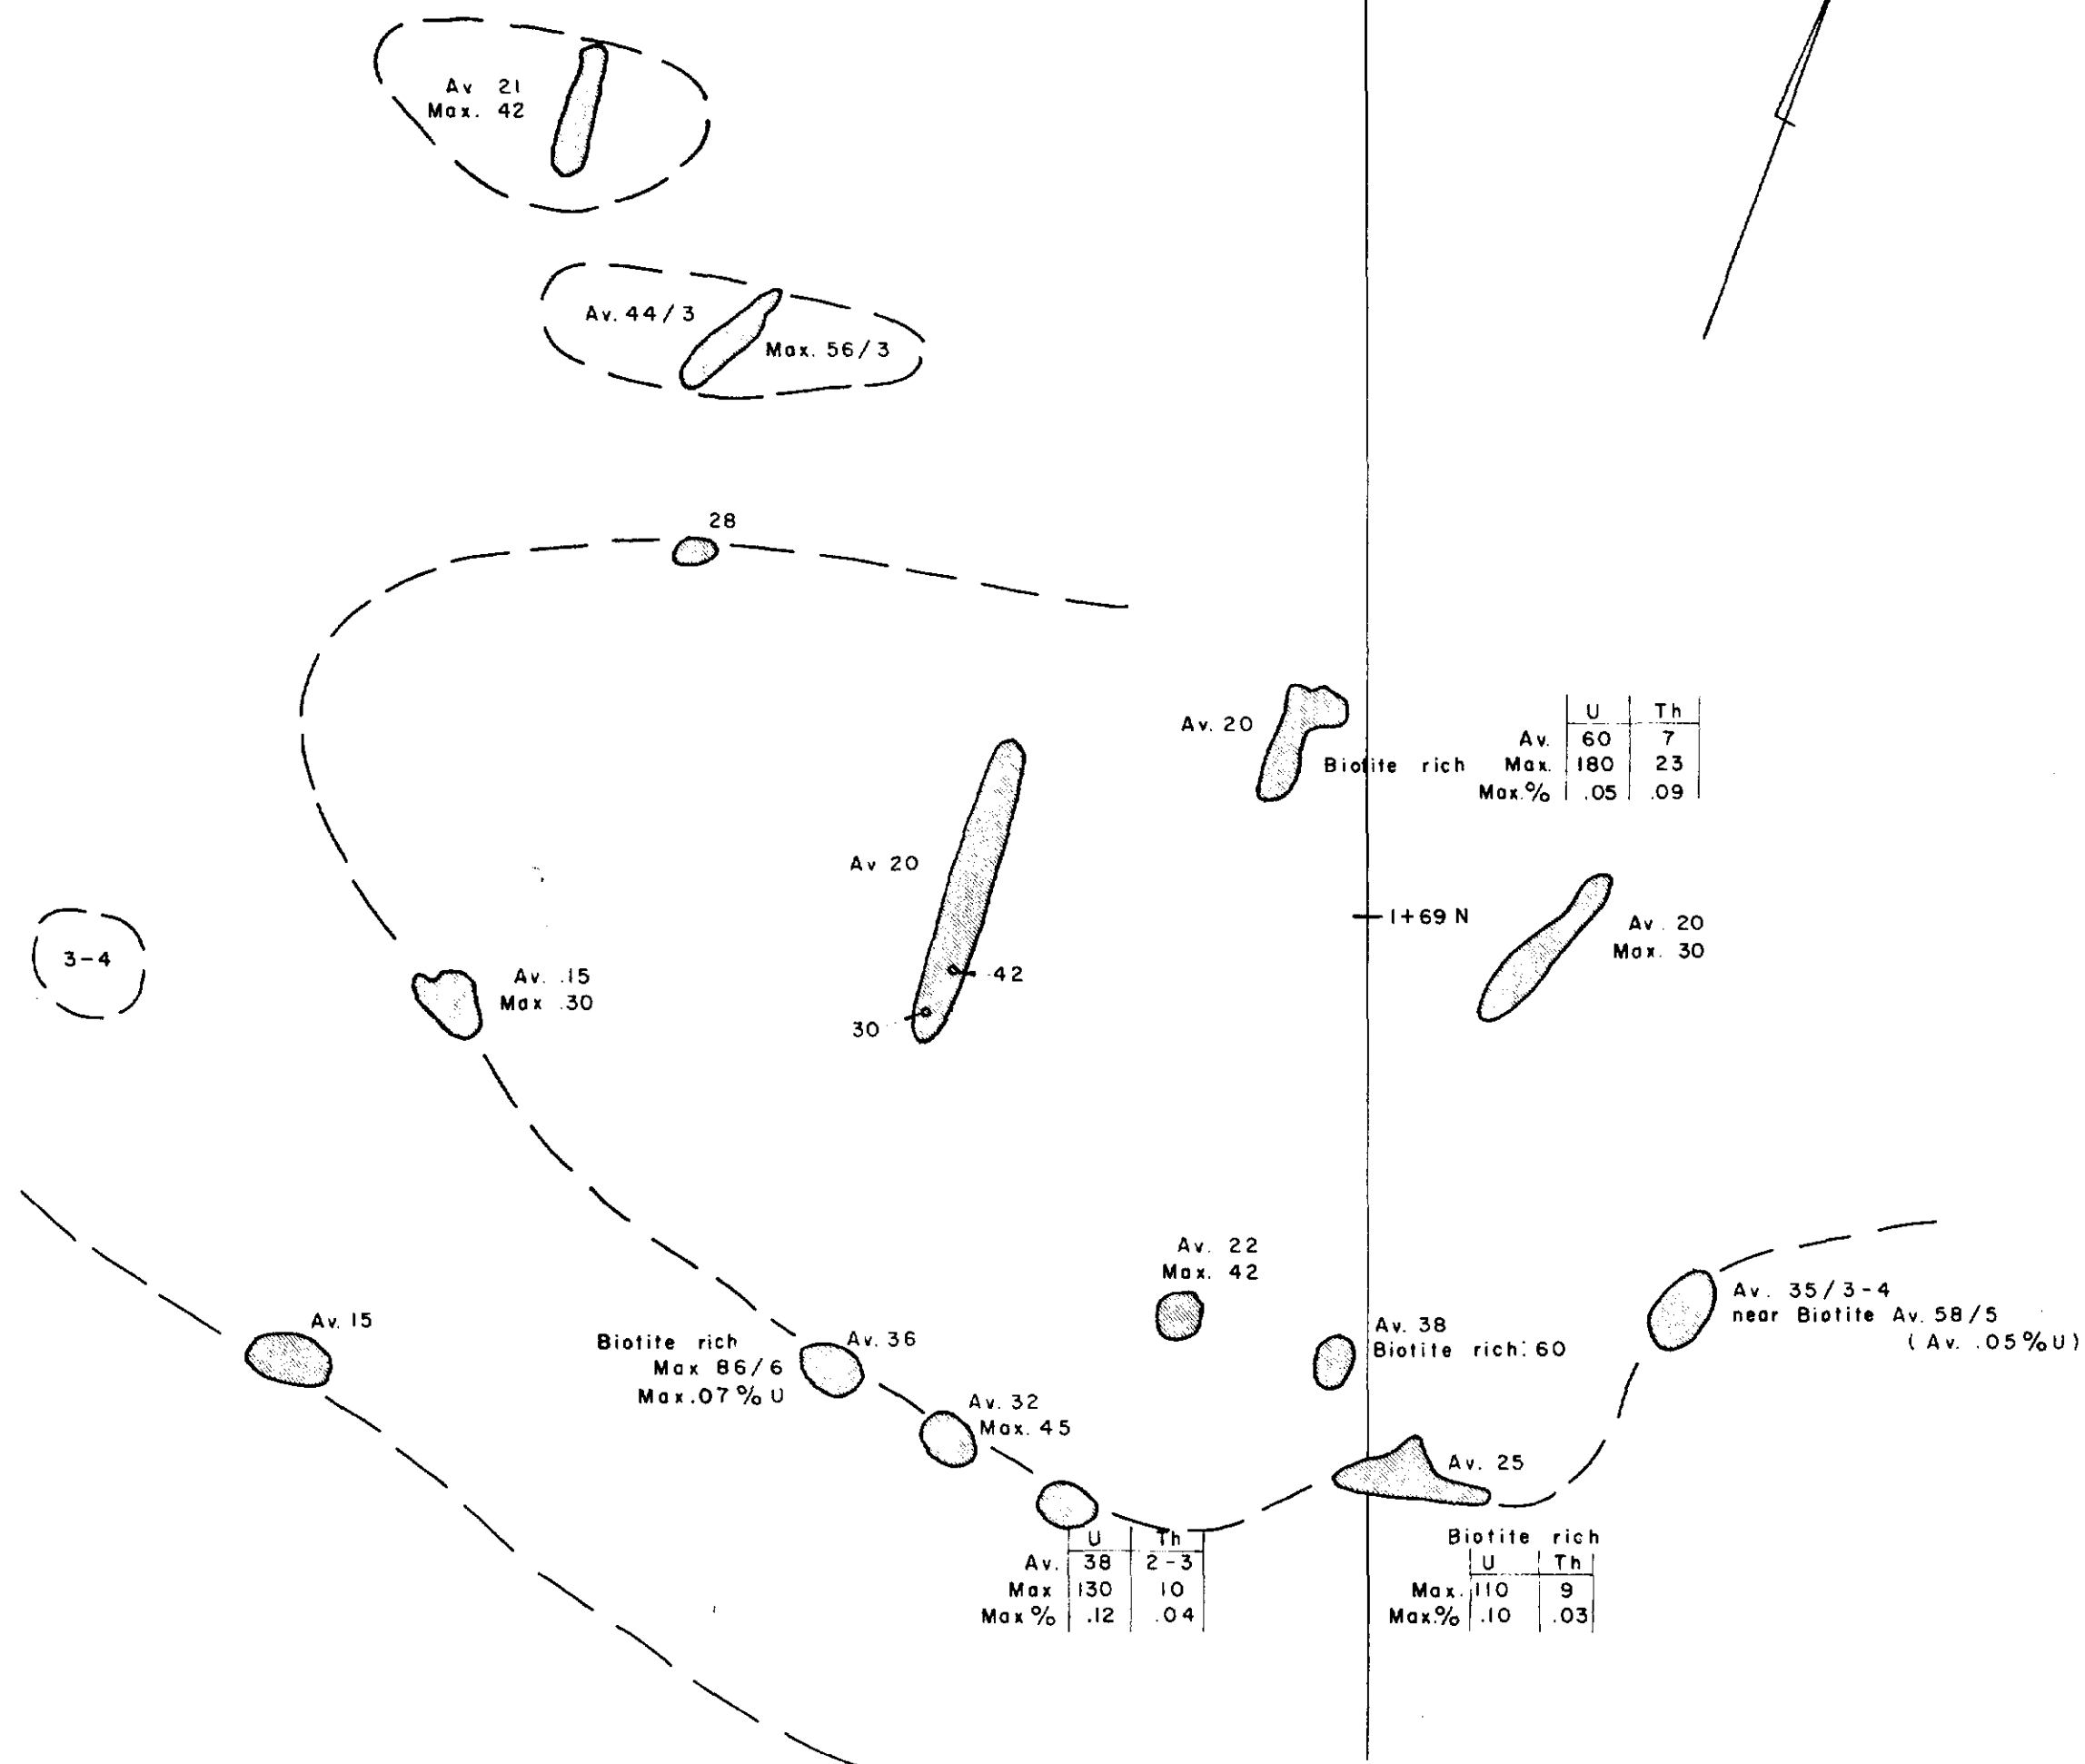 Av 21
Max. 42
Av. 44/3
Max. 56/3
28
Av. 20
Biotite rich
U Th
Av. 60 7
Max. 180 23
Max.% .05 .09
Av 20
42
30
1+69 N
Av. 20
Max. 30
3-4
Av. .15
Max .30
Av. 15
Biotite rich
Max 86/6
Max .07% U
Av. 36
Av. 32
Max. 45
Av. 22
Max. 42
Av. 38
Biotite rich: 60
Av. 35/3-4
near Biotite Av. 58/5
(Av. .05% U)
Av. 25
U Th
Av. 38 2-3
Max 130 10
Max % .12 .04
Biotite rich
U Th
Max. 110 9
Max.% .10 .03